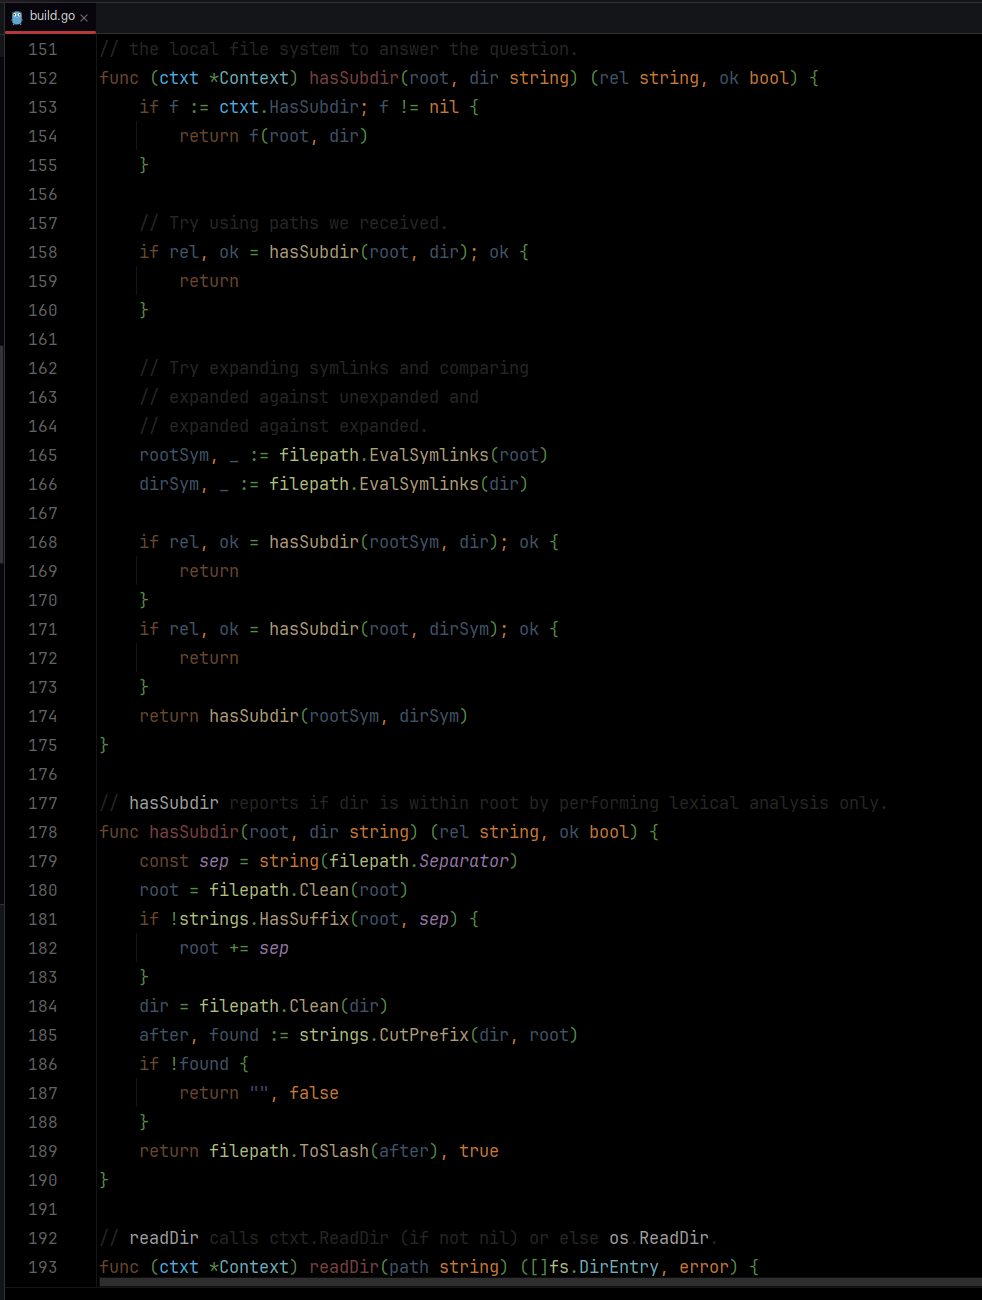 build.go
151 // the local file system to answer the question.
152 func (ctxt *Context) hasSubdir(root, dir string) (rel string, ok bool) {
153     if f := ctxt.HasSubdir; f != nil {
154         return f(root, dir)
155     }
156
157     // Try using paths we received.
158     if rel, ok = hasSubdir(root, dir); ok {
159         return
160     }
161
162     // Try expanding symlinks and comparing
163     // expanded against unexpanded and
164     // expanded against expanded.
165     rootSym, _ := filepath.EvalSymlinks(root)
166     dirSym, _ := filepath.EvalSymlinks(dir)
167
168     if rel, ok = hasSubdir(rootSym, dir); ok {
169         return
170     }
171     if rel, ok = hasSubdir(root, dirSym); ok {
172         return
173     }
174     return hasSubdir(rootSym, dirSym)
175 }
176
177 // hasSubdir reports if dir is within root by performing lexical analysis only.
178 func hasSubdir(root, dir string) (rel string, ok bool) {
179     const sep = string(filepath.Separator)
180     root = filepath.Clean(root)
181     if !strings.HasSuffix(root, sep) {
182         root += sep
183     }
184     dir = filepath.Clean(dir)
185     after, found := strings.CutPrefix(dir, root)
186     if !found {
187         return "", false
188     }
189     return filepath.ToSlash(after), true
190 }
191
192 // readDir calls ctxt.ReadDir (if not nil) or else os.ReadDir.
193 func (ctxt *Context) readDir(path string) ([]fs.DirEntry, error) {